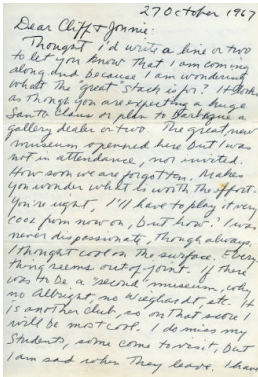 27 October 1967
Dear Cliff & Jonnie:
Thought I'd write a line or two
to let you know that I am coming
along and because I am wondering
what the "great" stack is for? It looks
as though you are expecting a huge
Santa Claus or plan to Barbeque a
gallery dealer or two. The great new
museum openned here but I was
not in attendance, nor invited.
How soon we are forgotten. Makes
you wonder what is worth the effort.
You're right, I'll have to play it very
cool from now on, but how? I was
never dispassionate, though always,
I thought cool on the surface. Every-
thing seems out of joint. If there
was to be a "second" museum, why
no Albright, no Wieghardt, etc. It
is another club, so on that score I
will be most cool. I do miss my
students, some come to visit, but
I am sad when they leave. I have